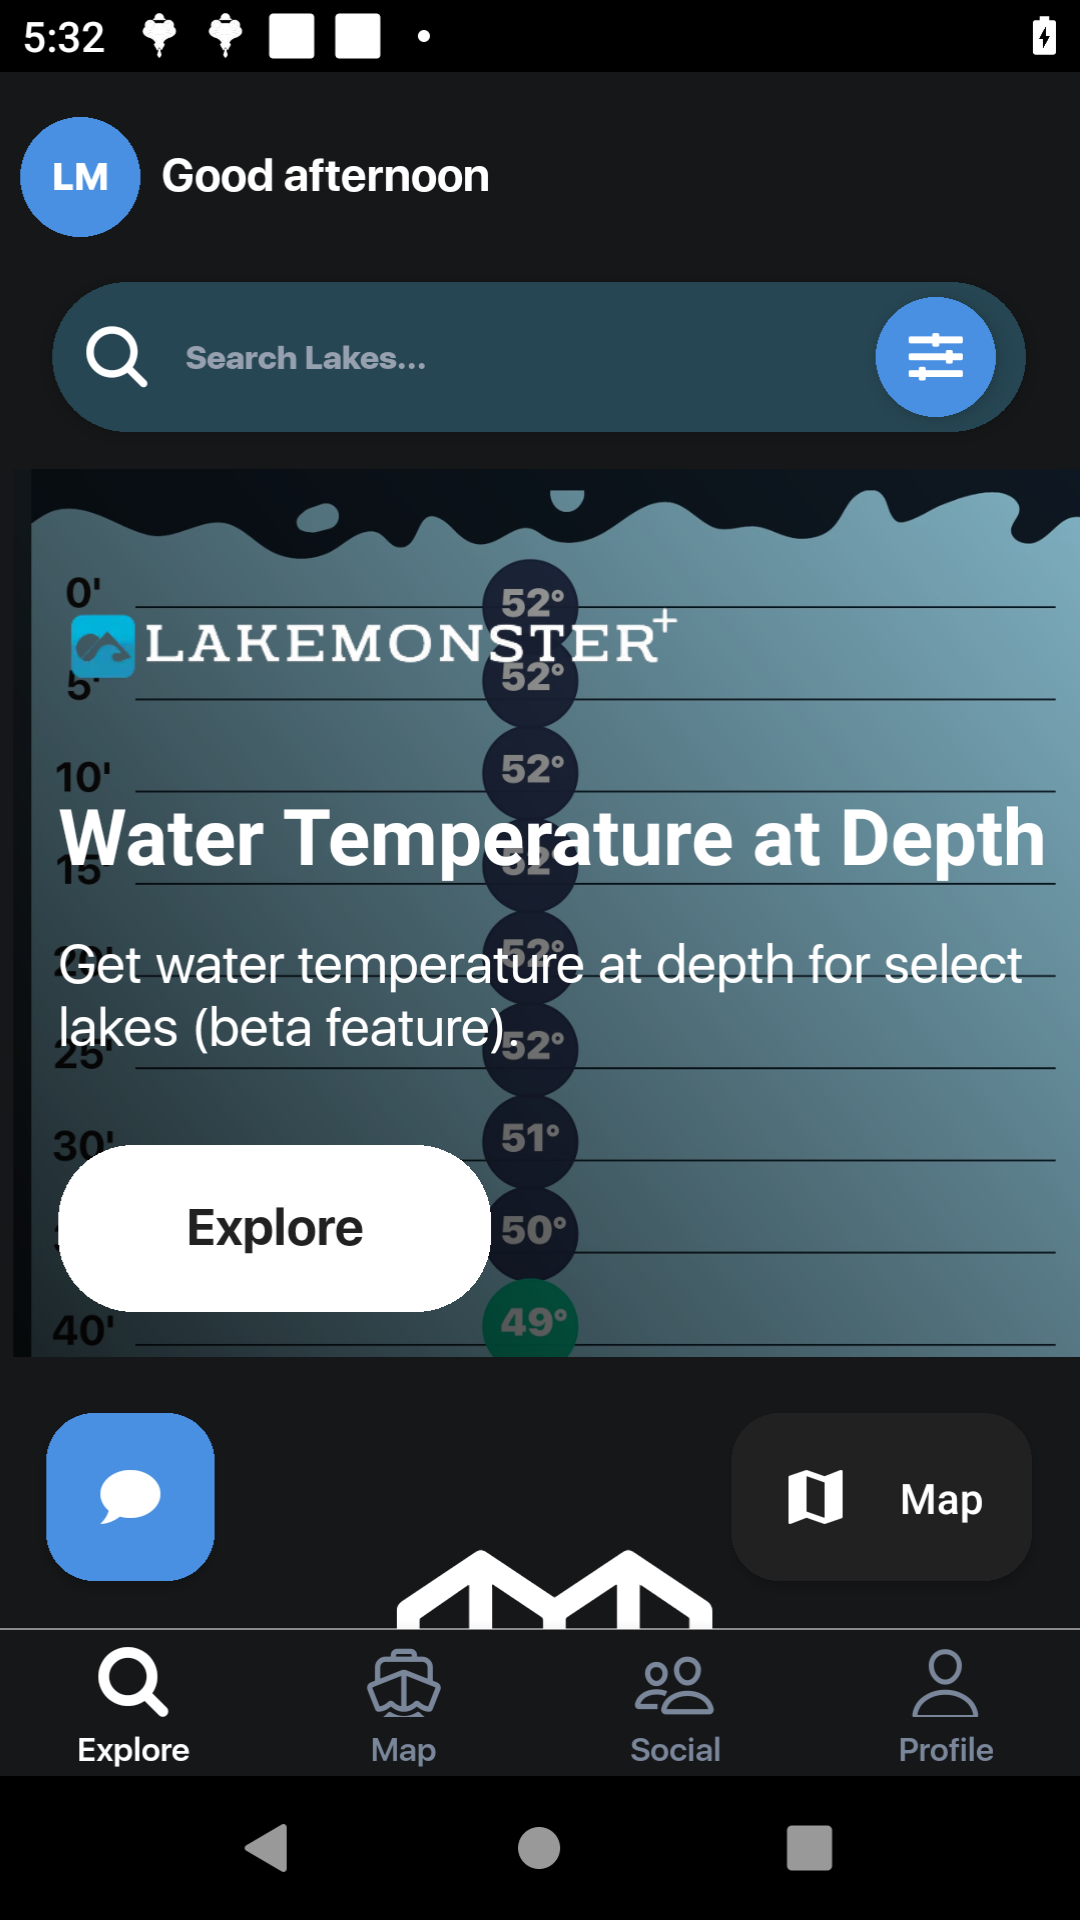 5:32
LM
Good afternoon
Search Lakes...
0'
52°
LAKEMONSTER+
5'
52°
10'
52°
Water Temperature at Depth
15'
52°
20'
52°
Get water temperature at depth for select
lakes (beta feature).
25'
52°
30'
51°
Explore
50°
40'
49°
Map
Explore
Map
Social
Profile